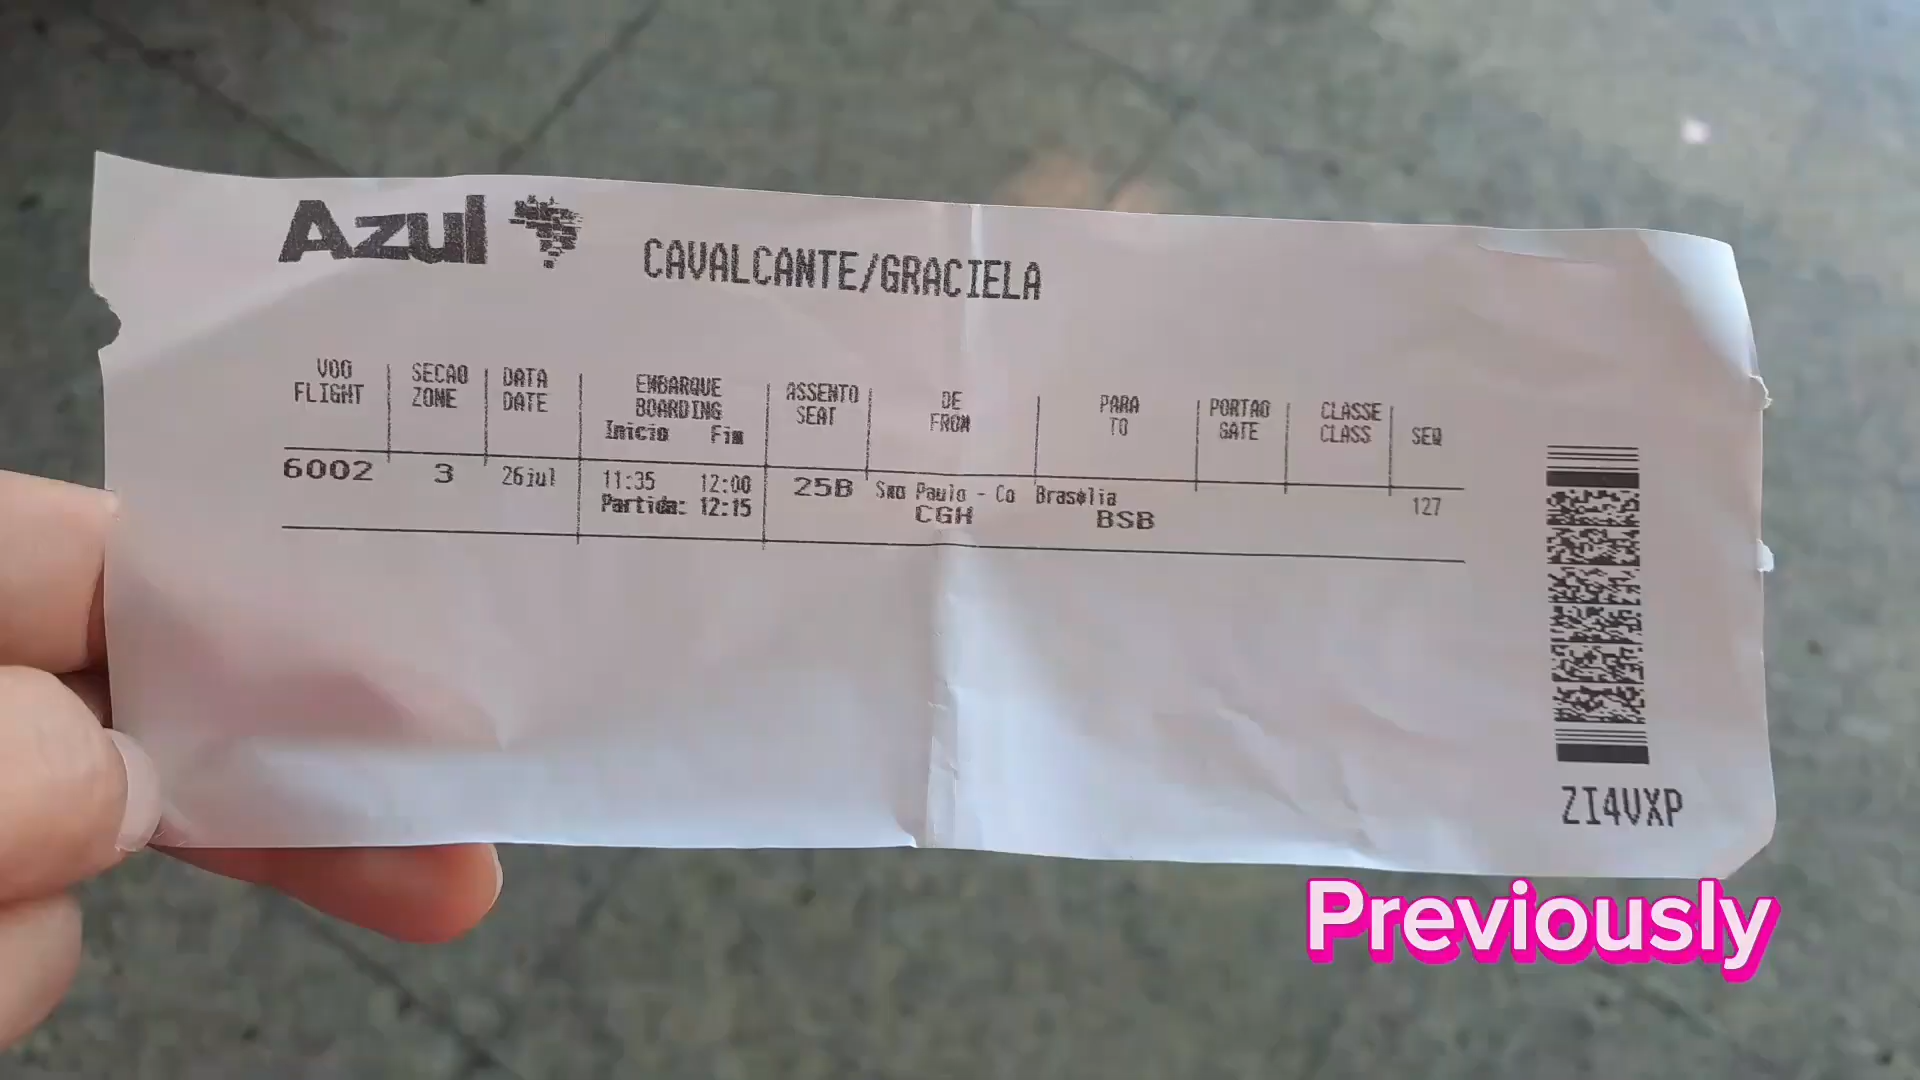 Azul
CAVALCANTE/GRACIELA
VOO SECAO DATA EMBARQUE ASSENTO DE PARA PORTAO CLASSE
FLIGHT ZONE DATE BOARDING SEAT FROM TO GATE CLASS SEQ
Inicio Fim
6002 3 26jul 11:35 12:00 25B Sao Paulo - Co Brasília 127
Partida: 12:15 CGH BSB
ZI4VXP
Previously